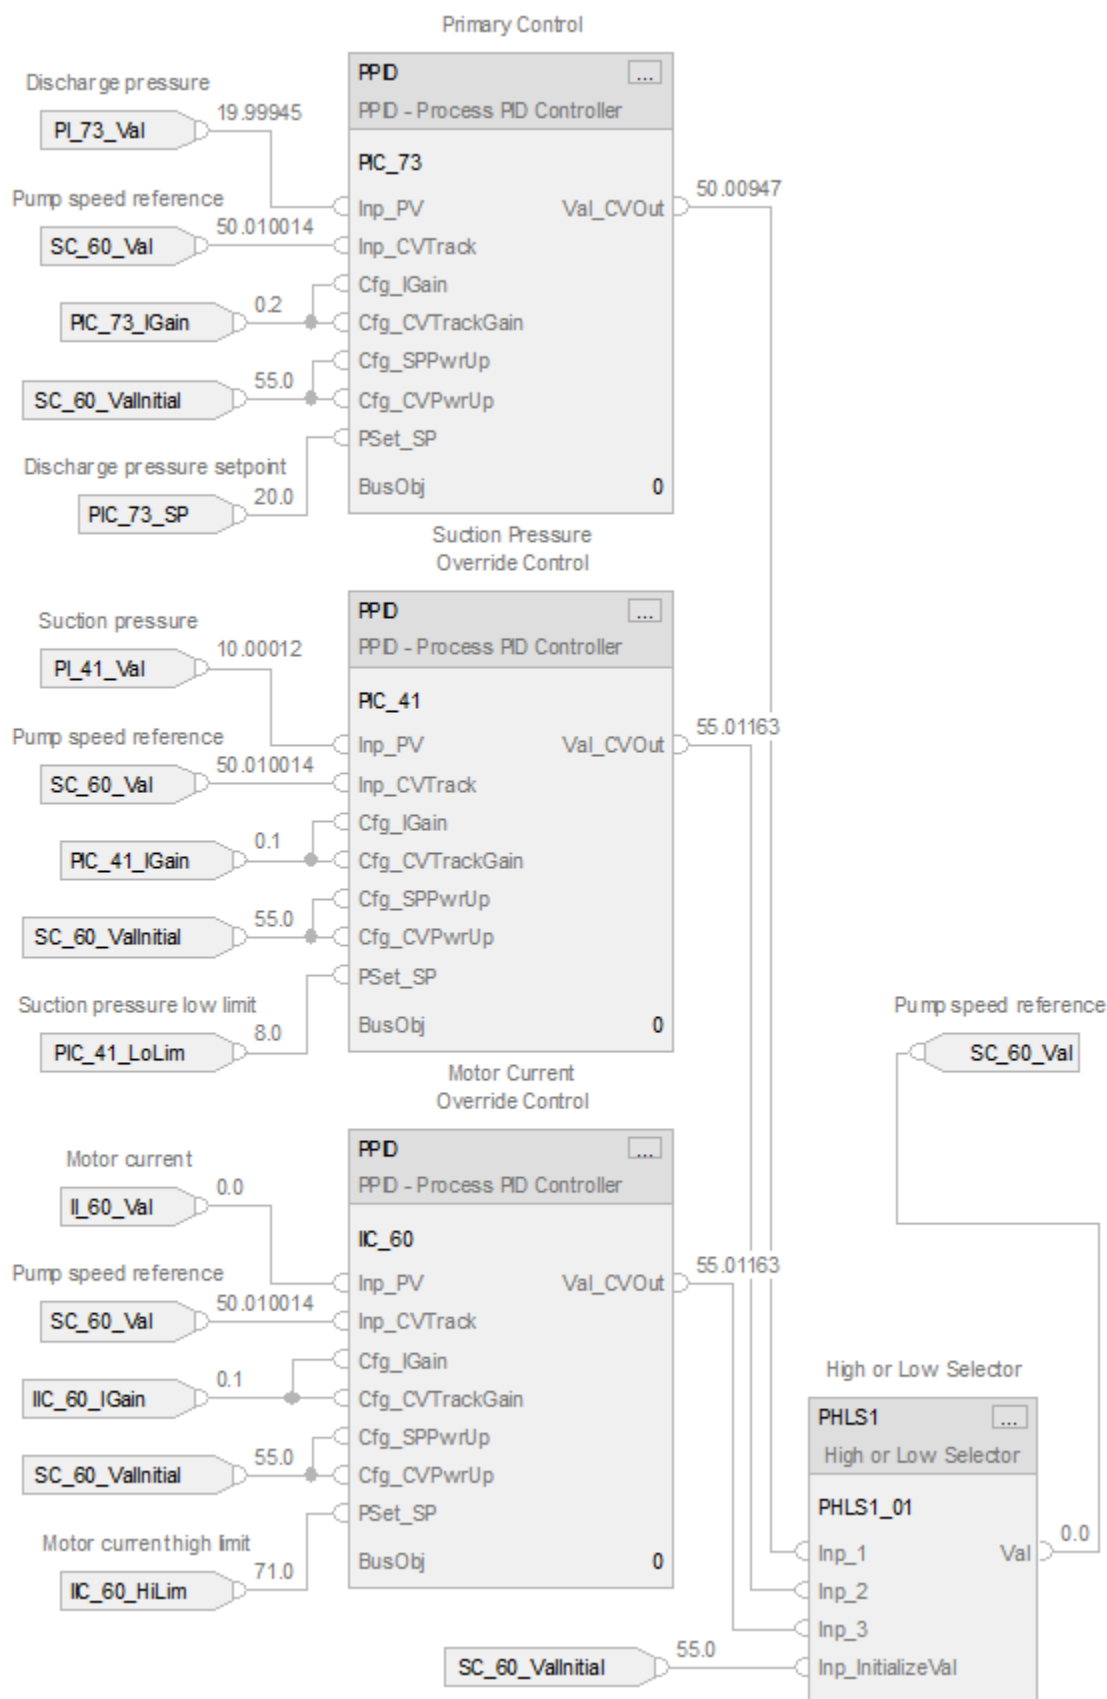 Primary Control
PPID
...
PPID - Process PID Controller
PIC_73
Discharge pressure
PI_73_Val
19.99945
Inp_PV
Val_CVOut
50.00947
Pump speed reference
SC_60_Val
50.010014
Inp_CVTrack
Cfg_IGain
PIC_73_IGain
0.2
Cfg_CVTrackGain
Cfg_SPPwrUp
SC_60_ValInitial
55.0
Cfg_CVPwrUp
PSet_SP
Discharge pressure setpoint
PIC_73_SP
20.0
BusObj
0
Suction Pressure
Override Control
PPID
...
PPID - Process PID Controller
PIC_41
Suction pressure
PI_41_Val
10.00012
Inp_PV
Val_CVOut
55.01163
Pump speed reference
SC_60_Val
50.010014
Inp_CVTrack
Cfg_IGain
PIC_41_IGain
0.1
Cfg_CVTrackGain
Cfg_SPPwrUp
SC_60_ValInitial
55.0
Cfg_CVPwrUp
PSet_SP
Suction pressure low limit
PIC_41_LoLim
8.0
BusObj
0
Motor Current
Override Control
PPID
...
PPID - Process PID Controller
IIC_60
Motor current
II_60_Val
0.0
Inp_PV
Val_CVOut
55.01163
Pump speed reference
SC_60_Val
50.010014
Inp_CVTrack
Cfg_IGain
IIC_60_IGain
0.1
Cfg_CVTrackGain
Cfg_SPPwrUp
SC_60_ValInitial
55.0
Cfg_CVPwrUp
PSet_SP
Motor current high limit
IIC_60_HiLim
71.0
BusObj
0
Pump speed reference
SC_60_Val
High or Low Selector
PHLS1
...
High or Low Selector
PHLS1_01
Inp_1
Val
0.0
Inp_2
Inp_3
SC_60_ValInitial
55.0
Inp_InitializeVal